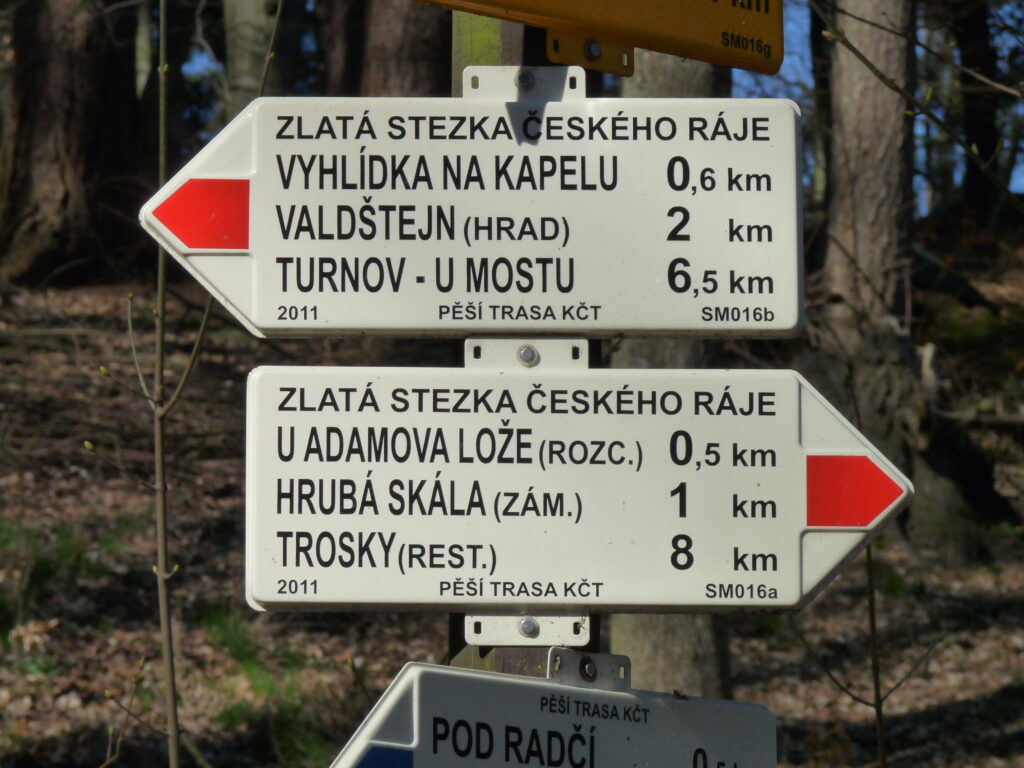 km
SM016g
ZLATÁ STEZKA ČESKÉHO RÁJE
VYHLÍDKA NA KAPELU 0,6 km
VALDŠTEJN (HRAD) 2 km
TURNOV - U MOSTU 6,5 km
2011 PĚŠÍ TRASA KČT SM016b
ZLATÁ STEZKA ČESKÉHO RÁJE
U ADAMOVA LOŽE (ROZC.) 0,5 km
HRUBÁ SKÁLA (ZÁM.) 1 km
TROSKY (REST.) 8 km
2011 PĚŠÍ TRASA KČT SM016a
PĚŠÍ TRASA KČT
POD RADČÍ